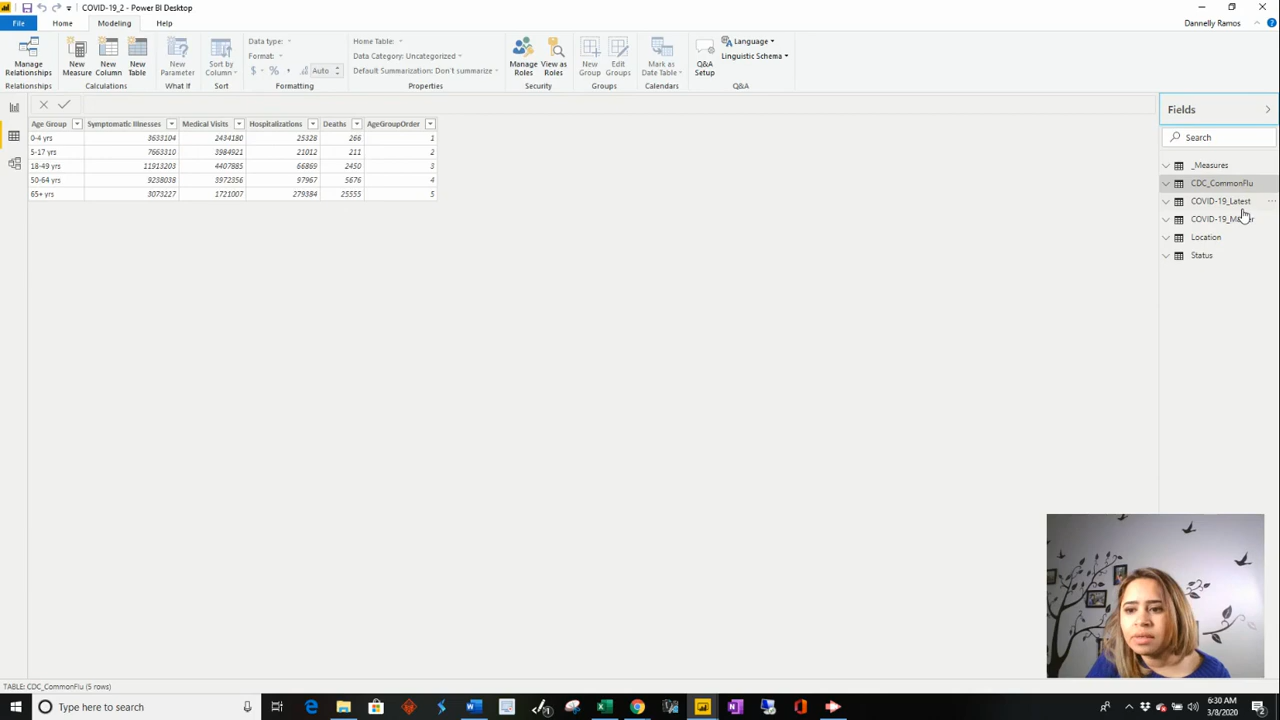 COVID-19_2 - Power BI Desktop
File
Home
Modeling
Help
Dannelly Ramos
Manage
Relationships
New
Measure
New
Column
New
Table
New
Parameter
Sort by
Column
Data type:
Format:
$ % , Auto
Home Table:
Data Category: Uncategorized
Default Summarization: Don't summarize
Manage
Roles
View as
Roles
New
Group
Edit
Groups
Mark as
Date Table
Q&A
Setup
Language
Linguistic Schema
Relationships
Calculations
What If
Sort
Formatting
Properties
Security
Groups
Calendars
Q&A
Age Group Symptomatic Illnesses Medical Visits Hospitalizations Deaths AgeGroupOrder
0-4 yrs 3633104 2434180 25328 266 1
5-17 yrs 7663310 3984921 21012 211 2
18-49 yrs 11913203 4407885 66869 2450 3
50-64 yrs 9238038 3972356 97967 5676 4
65+ yrs 3073227 1721007 279384 25555 5
Fields
Search
_Measures
CDC_CommonFlu
COVID-19_Latest
Location
Status
TABLE: CDC_CommonFlu (5 rows)
Type here to search
6:30 AM
3/8/2020